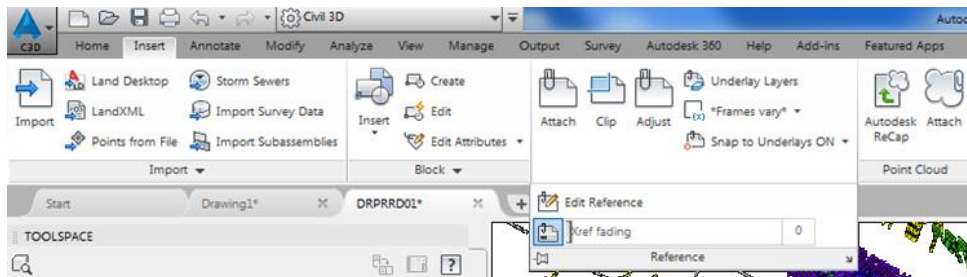 Civil 3D
Autod
C3D Home Insert Annotate Modify Analyze View Manage Output Survey Autodesk 360 Help Add-ins Featured Apps
Import
Land Desktop
LandXML
Points from File
Storm Sewers
Import Survey Data
Import Subassemblies
Import
Insert
Create
Edit
Edit Attributes
Block
Attach
Clip
Adjust
Underlay Layers
*Frames vary*
Snap to Underlays ON
Edit Reference
Xref fading 0
Reference
Autodesk
ReCap
Attach
Point Cloud
Start Drawing1* DRPRRD01*
TOOLSPACE